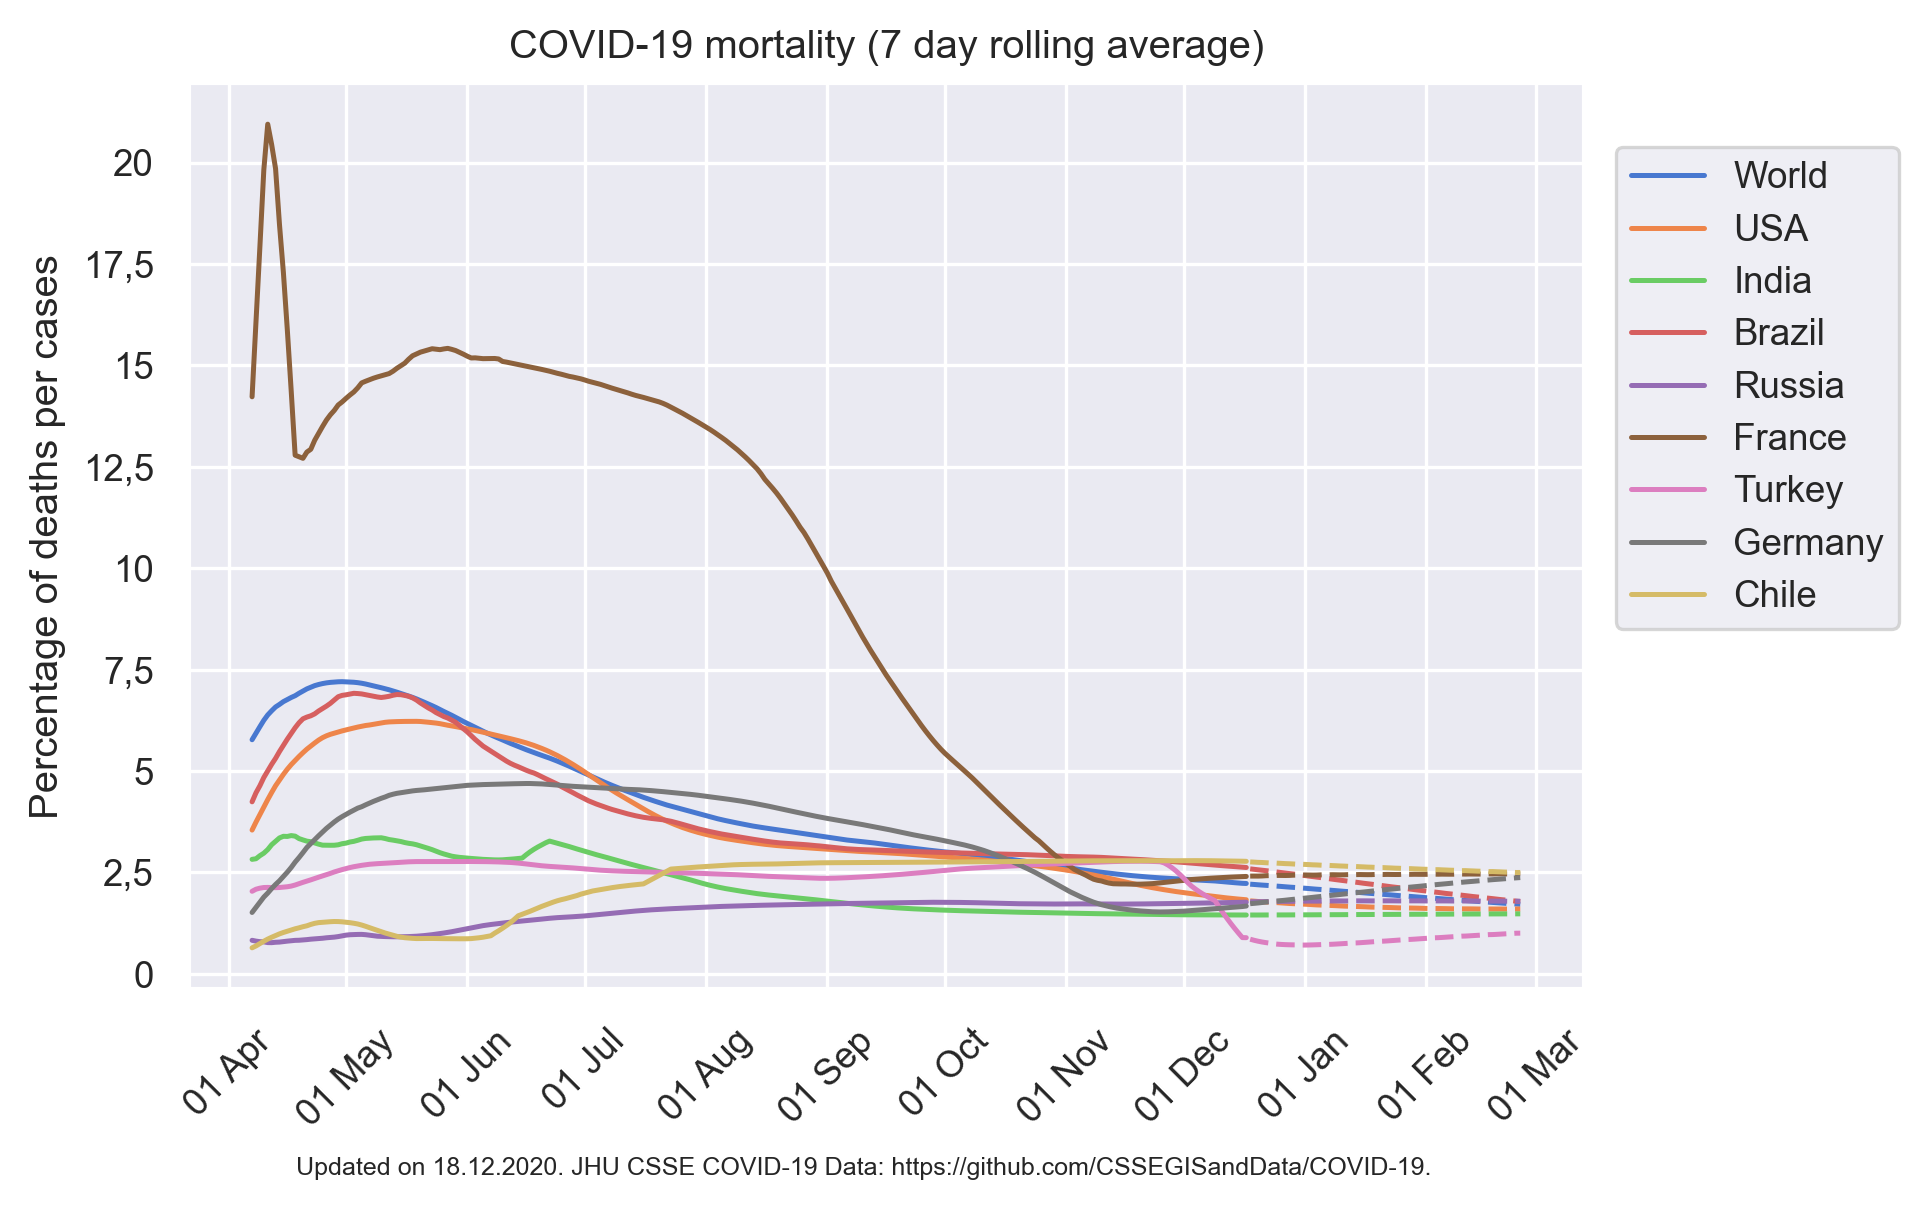 COVID-19 mortality (7 day rolling average)
Percentage of deaths per cases
20
17,5
15
12,5
10
7,5
5
2,5
0
01 Apr
01 May
01 Jun
01 Jul
01 Aug
01 Sep
01 Oct
01 Nov
01 Dec
01 Jan
01 Feb
01 Mar
World
USA
India
Brazil
Russia
France
Turkey
Germany
Chile
Updated on 18.12.2020. JHU CSSE COVID-19 Data: https://github.com/CSSEGISandData/COVID-19.